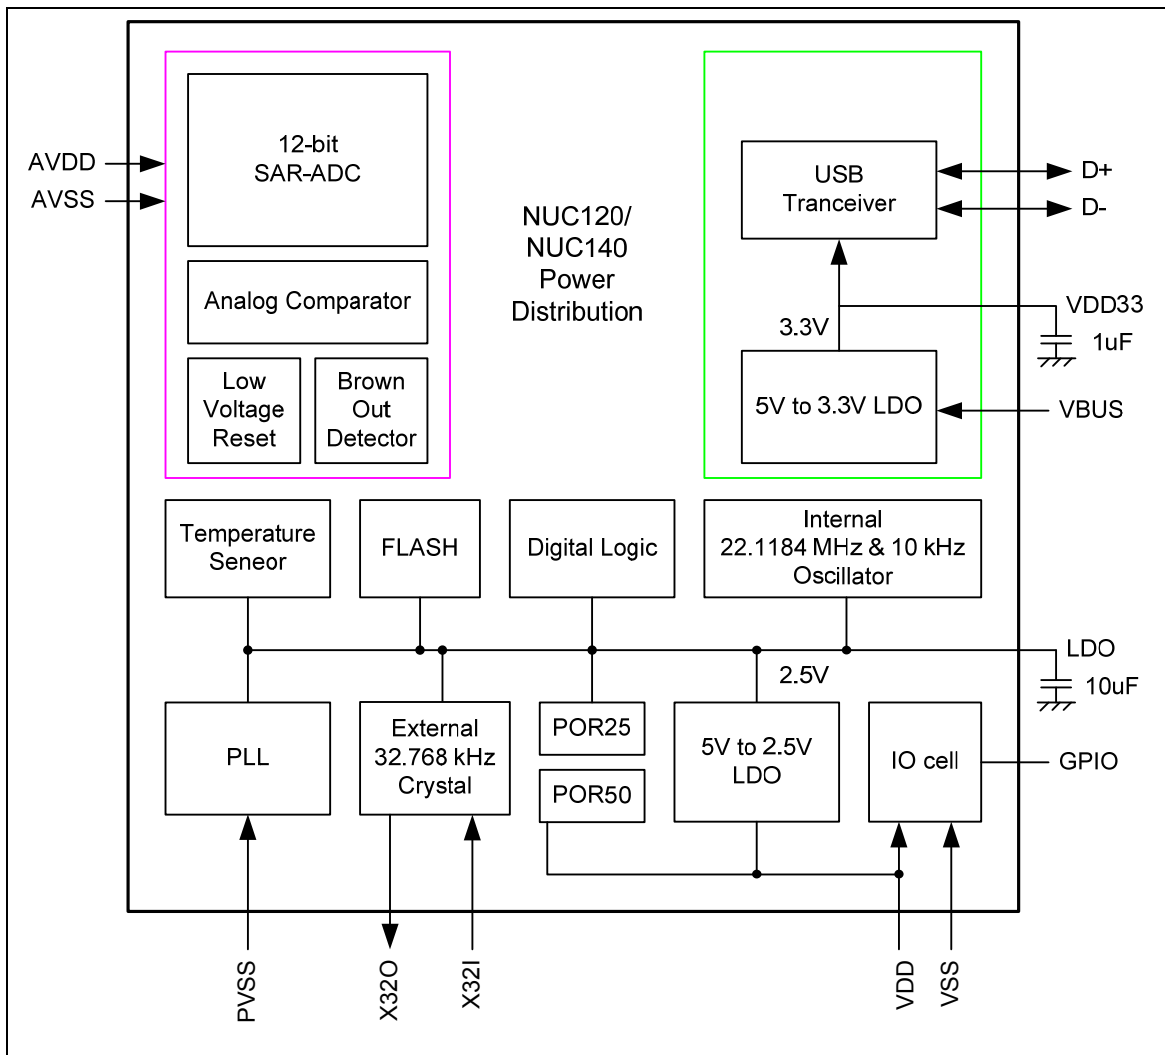 12-bit
SAR-ADC
AVDD
AVSS
Analog Comparator
Low
Voltage
Reset
Brown
Out
Detector
NUC120/
NUC140
Power
Distribution
USB
Tranceiver
D+
D-
3.3V
VDD33
1uF
5V to 3.3V LDO
VBUS
Temperature
Seneor
FLASH
Digital Logic
Internal
22.1184 MHz & 10 kHz
Oscillator
LDO
2.5V
10uF
PLL
External
32.768 kHz
Crystal
POR25
POR50
5V to 2.5V
LDO
IO cell
GPIO
PVSS
X32O
X32I
VDD
VSS